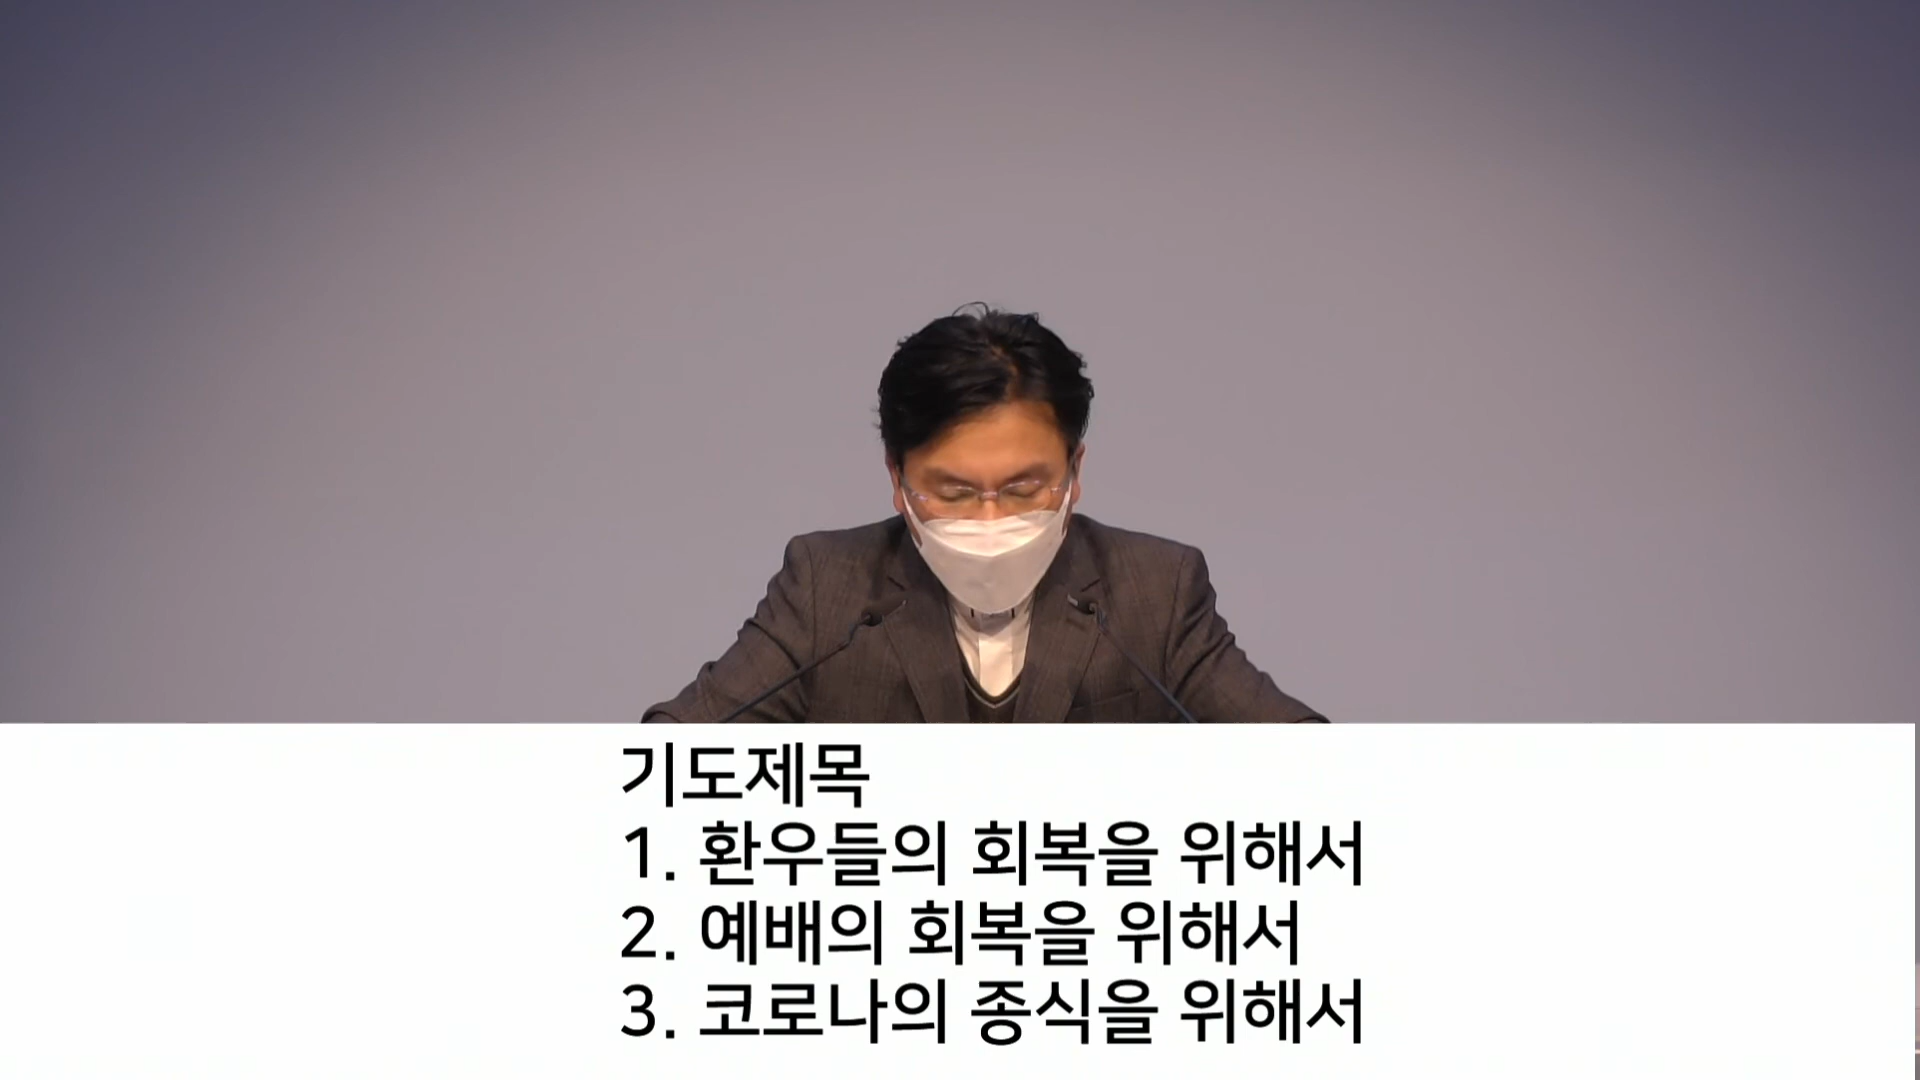 기도제목
1. 환우들의 회복을 위해서
2. 예배의 회복을 위해서
3. 코로나의 종식을 위해서